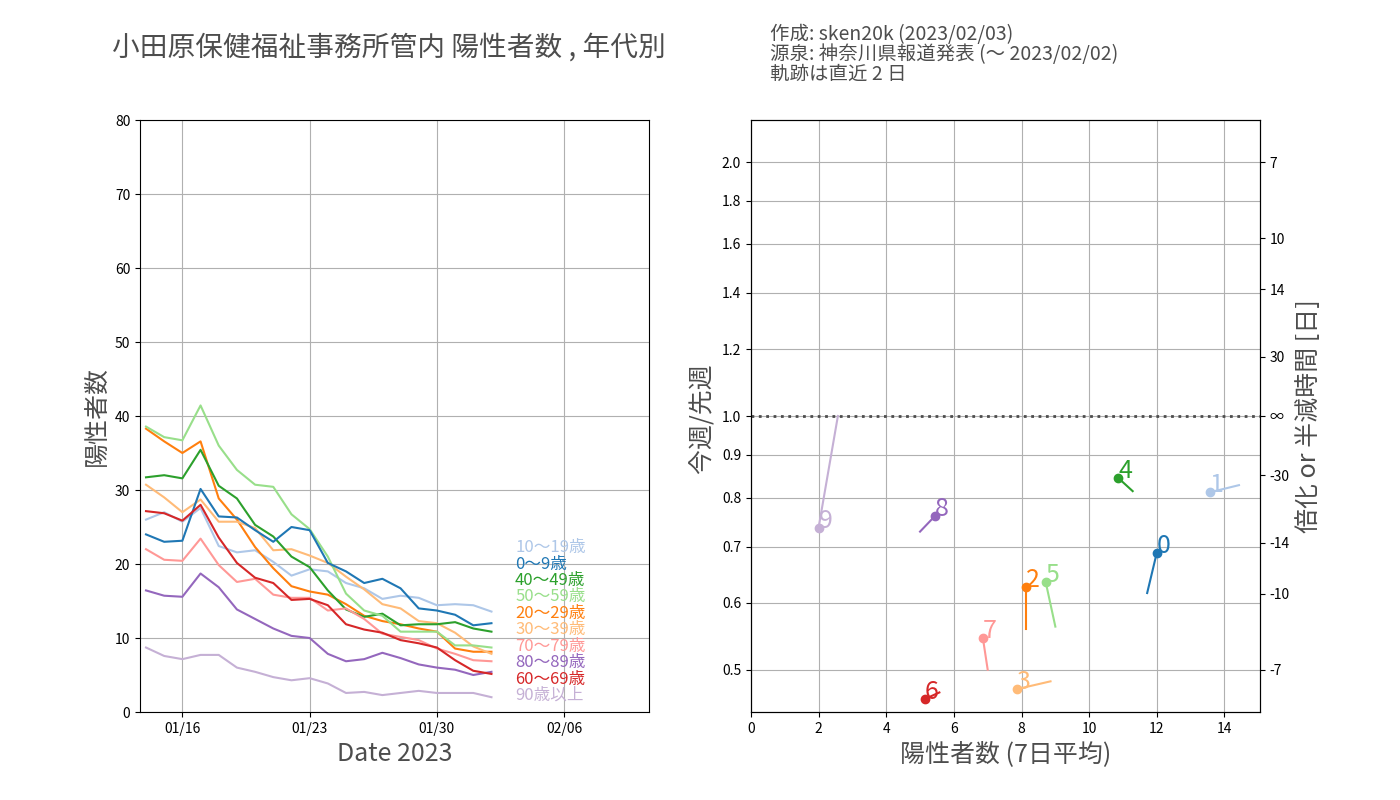 小田原保健福祉事務所管内 陽性者数 , 年代別
作成: sken20k (2023/02/03)
源泉: 神奈川県報道発表 (〜 2023/02/02)
軌跡は直近 2 日
80
70
60
50
40
30
20
10
0
陽性者数
10〜19歳
0〜9歳
40〜49歳
50〜59歳
20〜29歳
30〜39歳
70〜79歳
80〜89歳
60〜69歳
90歳以上
01/16
01/23
01/30
02/06
Date 2023
2.0
1.8
1.6
1.4
1.2
1.0
0.9
0.8
0.7
0.6
0.5
今週/先週
4
1
8
9
0
5
2
7
3
6
7
10
14
30
∞
-30
-14
-10
-7
倍化 or 半減時間 [日]
0
2
4
6
8
10
12
14
陽性者数 (7日平均)